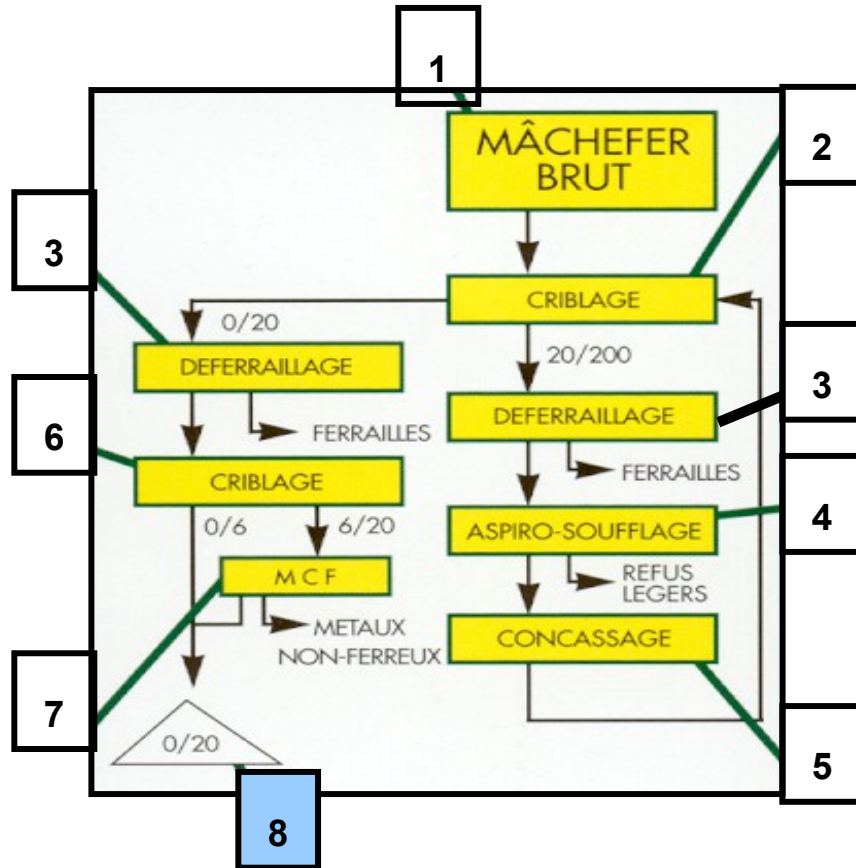 1
MÂCHEFER
BRUT
2
CRIBLAGE
3
0/20
20/200
DEFERRAILLAGE
3
DEFERRAILLAGE
FERRAILLES
6
FERRAILLES
CRIBLAGE
4
ASPIRO-SOUFFLAGE
0/6
6/20
REFUS
LEGERS
M C F
METAUX
NON-FERREUX
CONCASSAGE
7
0/20
5
8